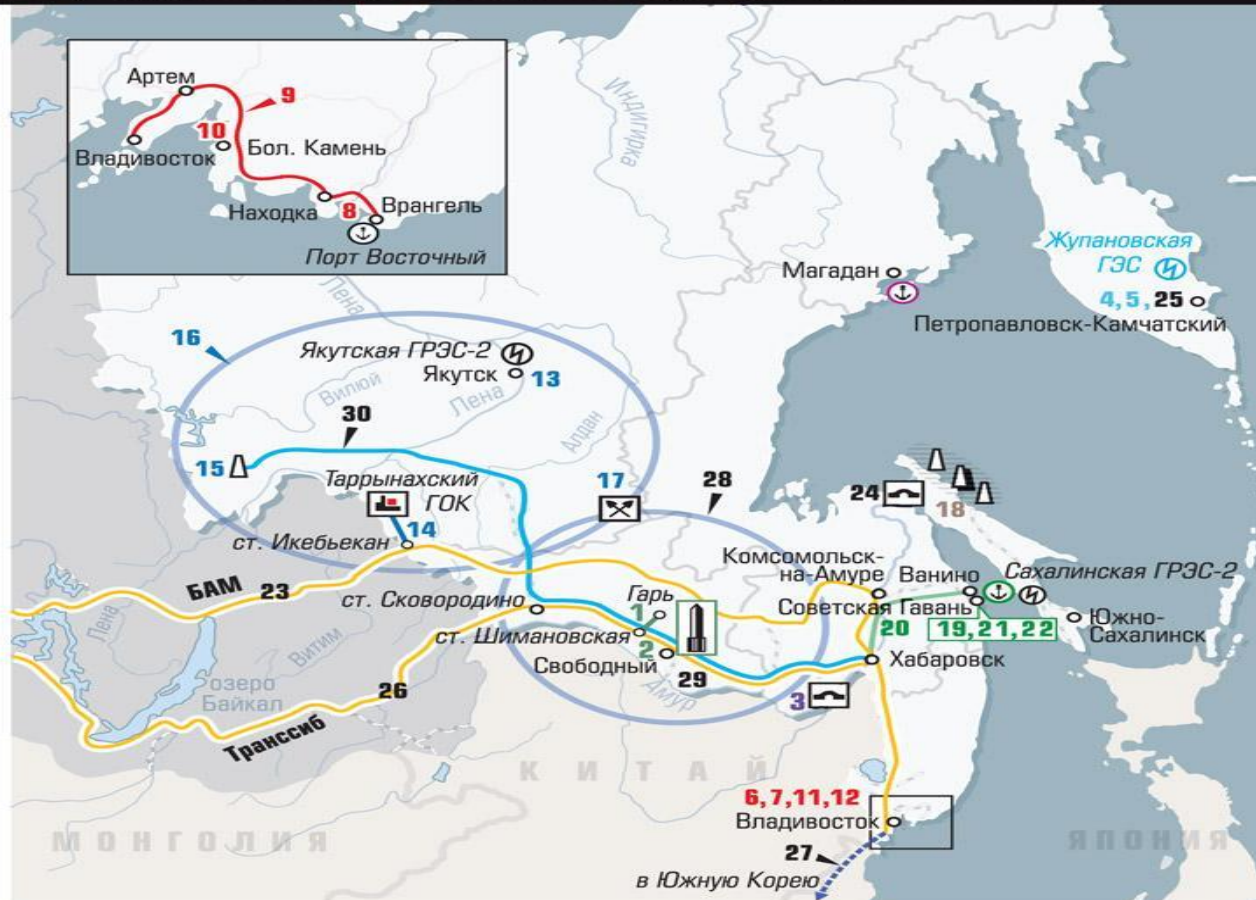 Артем
9
10
Владивосток
Бол. Камень
Находка
8
Врангель
Порт Восточный
Индигирка
Жупановская
ГЭС
Магадан
4, 5, 25
Петропавловск-Камчатский
Лена
16
Якутская ГРЭС-2
Якутск
13
Вилюй
Лена
Алдан
30
15
Таррынахский
ГОК
17
28
24
18
14
ст. Икебьекан
Комсомольск-
на-Амуре
Ванино
Сахалинская ГРЭС-2
БАМ
23
ст. Сковородино
Гарь
1
Советская Гавань
Южно-
Сахалинск
Лена
Витим
ст. Шимановская
20
19, 21, 22
2
Свободный
Хабаровск
29
Амур
3
озеро
Байкал
26
Транссиб
КИТАЙ
6, 7, 11, 12
Владивосток
МОНГОЛИЯ
ЯПОНИЯ
27
в Южную Корею